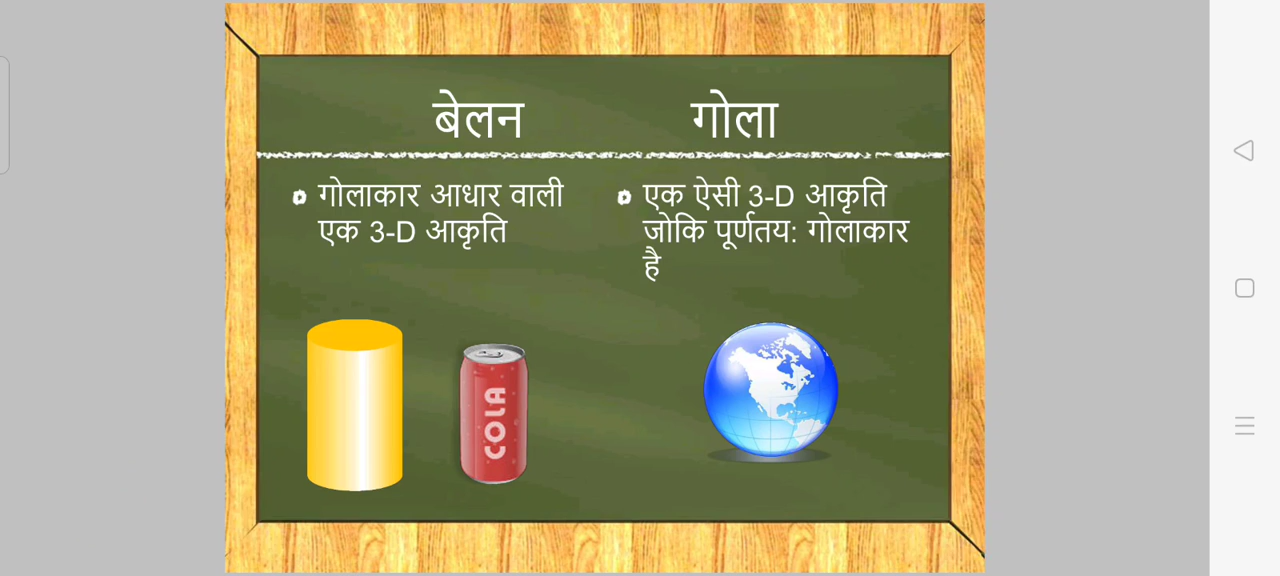 बेलन
गोला
गोलाकार आधार वाली
एक 3-D आकृति
एक ऐसी 3-D आकृति
जोकि पूर्णतय: गोलाकार
है
COLA